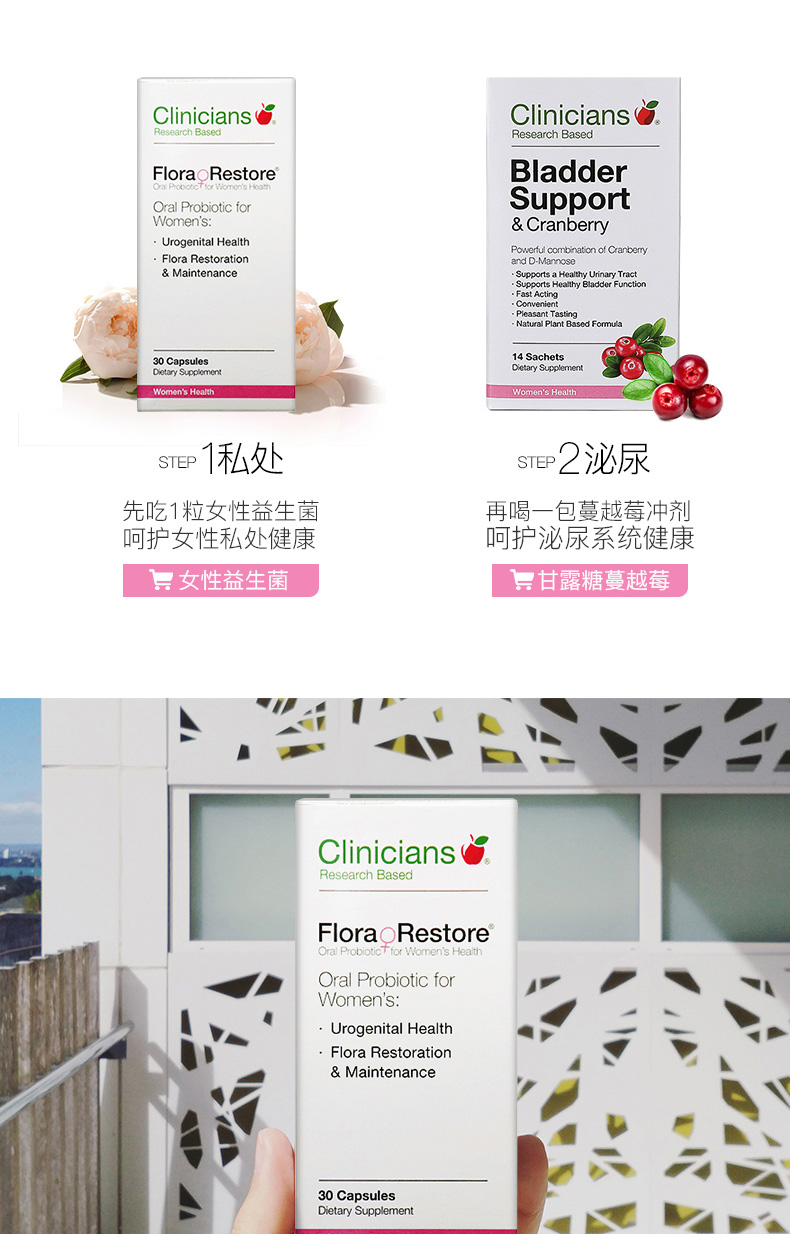 Clinicians
Research Based
Flora Restore
Oral Probiotic for Women's Health
Oral Probiotic for
Women's:
· Urogenital Health
· Flora Restoration
& Maintenance
30 Capsules
Dietary Supplement
Women's Health
Clinicians
Research Based
Bladder
Support
& Cranberry
Powerful combination of Cranberry
and D-Mannose
· Supports a Healthy Urinary Tract
· Supports Healthy Bladder Function
· Fast Acting
· Convenient
· Pleasant Tasting
· Natural Plant Based Formula
14 Sachets
Dietary Supplement
Women's Health
STEP 1私处
先吃1粒女性益生菌
呵护女性私处健康
女性益生菌
STEP 2泌尿
再喝一包蔓越莓冲剂
呵护泌尿系统健康
甘露糖蔓越莓
Clinicians
Research Based
Flora Restore®
Oral Probiotic for Women's Health
Oral Probiotic for
Women's:
· Urogenital Health
· Flora Restoration
& Maintenance
30 Capsules
Dietary Supplement